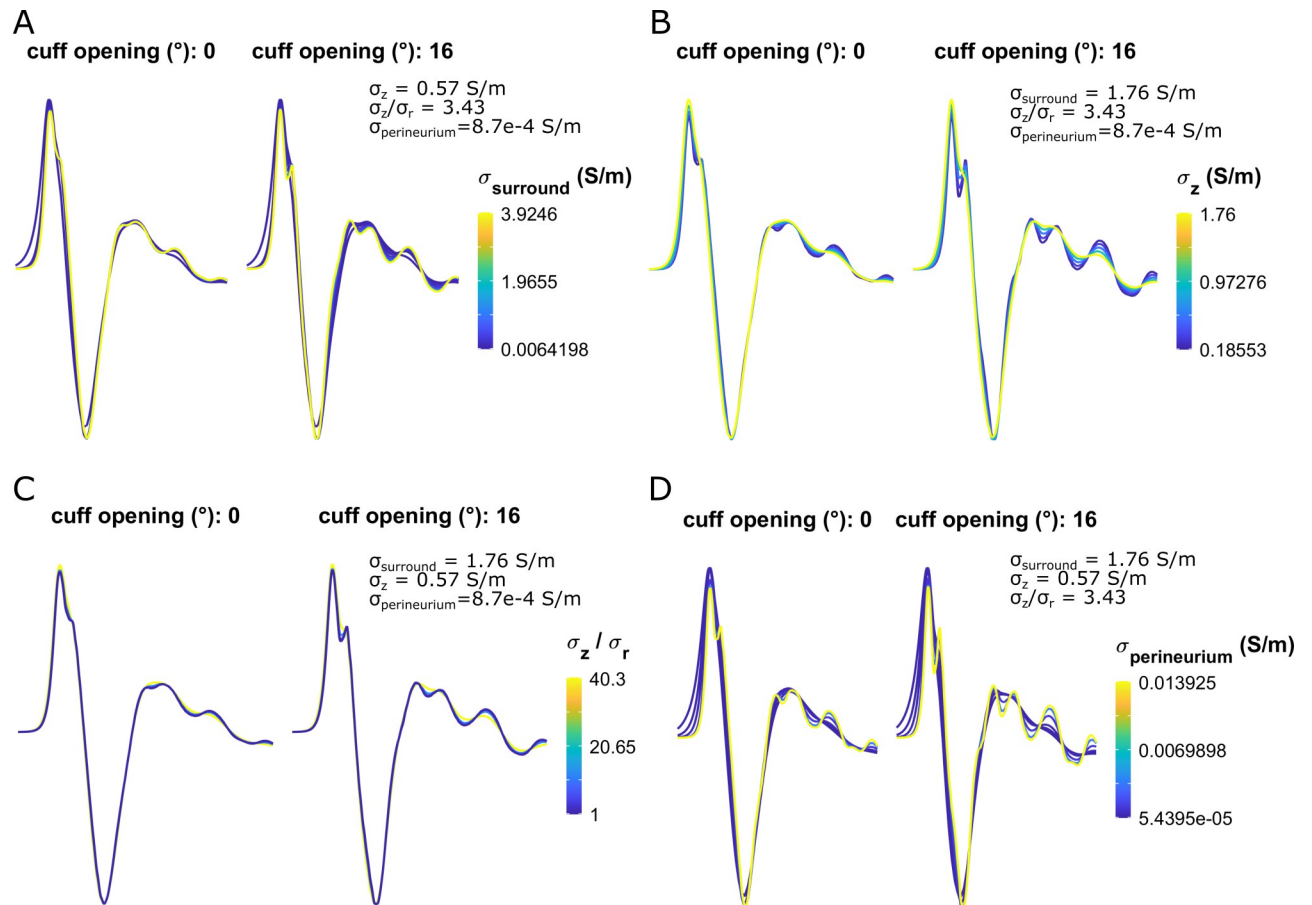 A
cuff opening (°): 0
cuff opening (°): 16
σz = 0.57 S/m
σz/σr = 3.43
σperineurium=8.7e-4 S/m
σsurround (S/m)
3.9246
1.9655
0.0064198
B
cuff opening (°): 0
cuff opening (°): 16
σsurround = 1.76 S/m
σz/σr = 3.43
σperineurium=8.7e-4 S/m
σz (S/m)
1.76
0.97276
0.18553
C
cuff opening (°): 0
cuff opening (°): 16
σsurround = 1.76 S/m
σz = 0.57 S/m
σperineurium=8.7e-4 S/m
σz / σr
40.3
20.65
1
D
cuff opening (°): 0
cuff opening (°): 16
σsurround = 1.76 S/m
σz = 0.57 S/m
σz/σr = 3.43
σperineurium (S/m)
0.013925
0.0069898
5.4395e-05